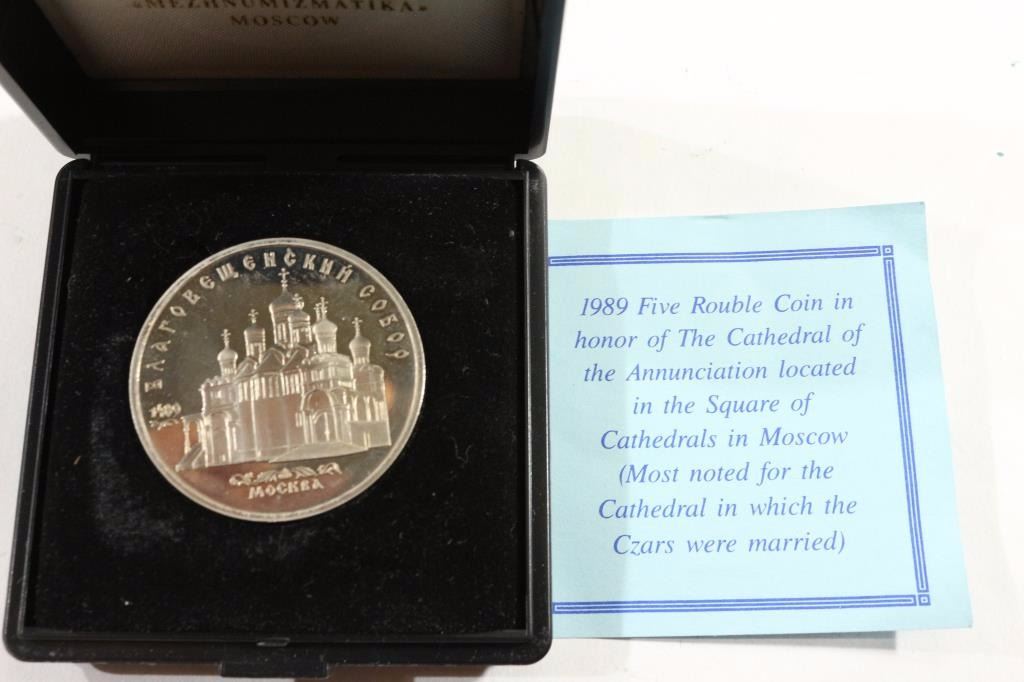 «MEZHNUMIZMATIKA»
MOSCOW
БЛАГОВЕЩЕНСКИЙ СОБОР
1489
МОСКВА
1989 Five Rouble Coin in
honor of The Cathedral of
the Annunciation located
in the Square of
Cathedrals in Moscow
(Most noted for the
Cathedral in which the
Czars were married)